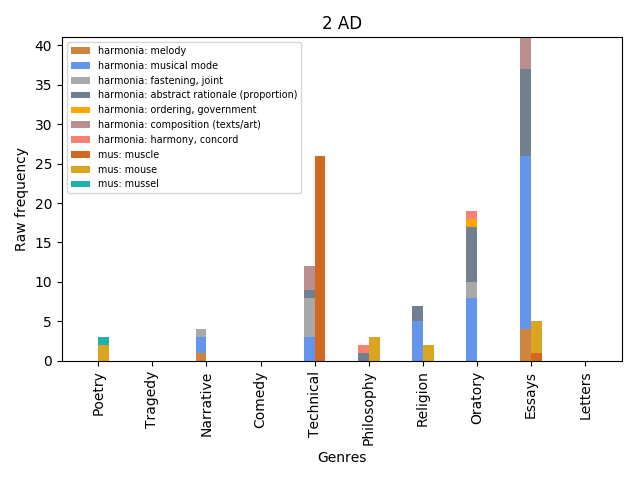 2 AD
harmonia: melody
harmonia: musical mode
harmonia: fastening, joint
harmonia: abstract rationale (proportion)
harmonia: ordering, government
harmonia: composition (texts/art)
harmonia: harmony, concord
mus: muscle
mus: mouse
mus: mussel
Raw frequency
40
35
30
25
20
15
10
5
0
Poetry
Tragedy
Narrative
Comedy
Technical
Philosophy
Religion
Oratory
Essays
Letters
Genres